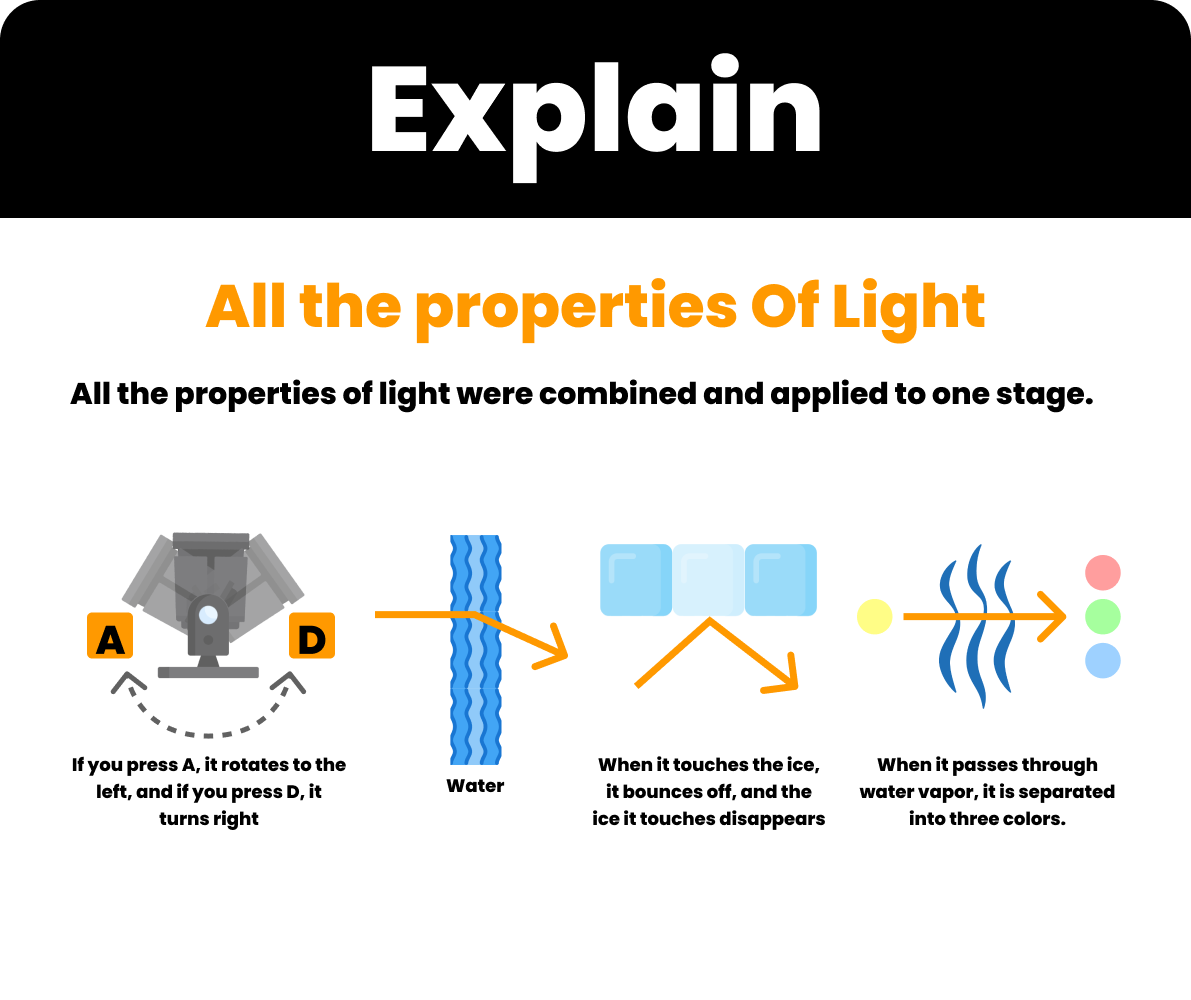 Explain
All the properties Of Light
All the properties of light were combined and applied to one stage.
A
D
If you press A, it rotates to the
left, and if you press D, it
turns right
Water
When it touches the ice,
it bounces off, and the
ice it touches disappears
When it passes through
water vapor, it is separated
into three colors.